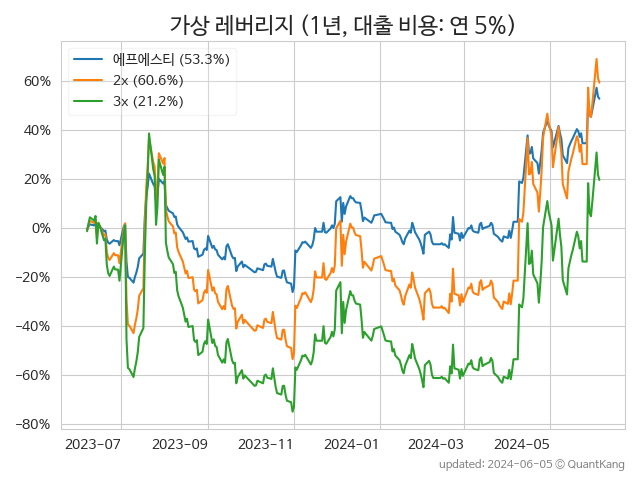 가상 레버리지 (1년, 대출 비용: 연 5%)
에프에스티 (53.3%)
2x (60.6%)
3x (21.2%)
60%
40%
20%
0%
−20%
−40%
−60%
−80%
2023-07
2023-09
2023-11
2024-01
2024-03
2024-05
updated: 2024-06-05 © QuantKang